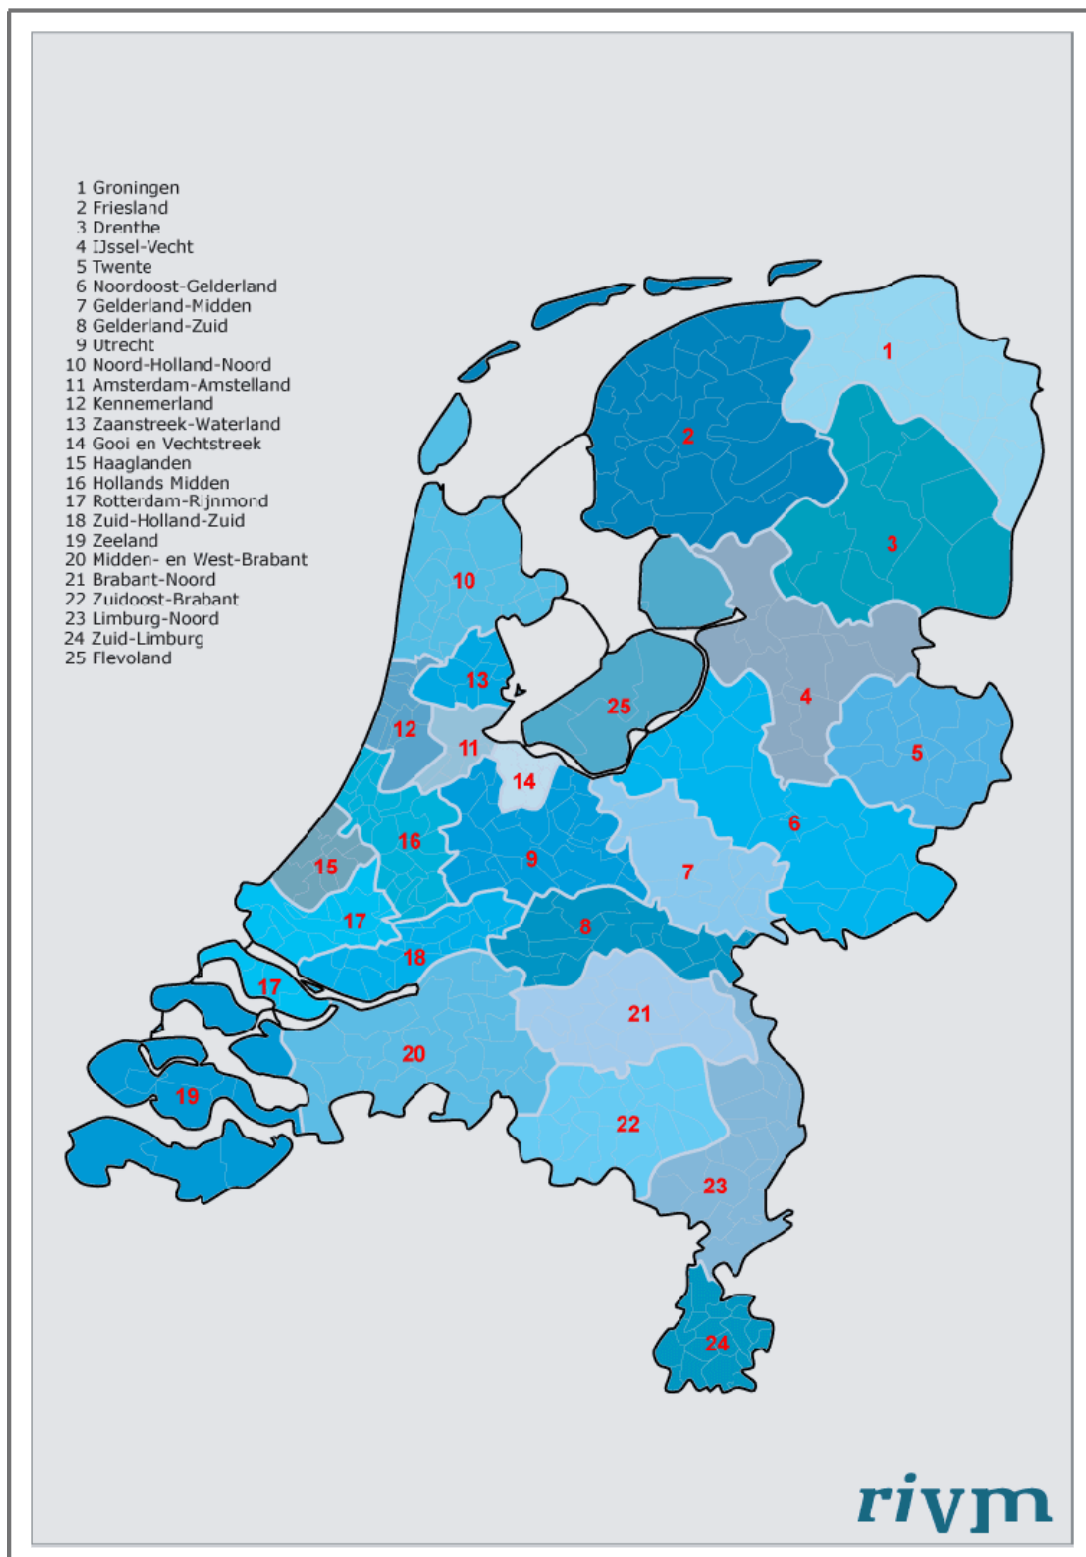 1 Groningen
2 Friesland
3 Drenthe
4 IJssel-Vecht
5 Twente
6 Noordoost-Gelderland
7 Gelderland-Midden
8 Gelderland-Zuid
9 Utrecht
10 Noord-Holland-Noord
11 Amsterdam-Amstelland
12 Kennemerland
13 Zaanstreek-Waterland
14 Gooi en Vechtstreek
15 Haaglanden
16 Hollands Midden
17 Rotterdam-Rijnmond
18 Zuid-Holland-Zuid
19 Zeeland
20 Midden- en West-Brabant
21 Brabant-Noord
22 Zuidoost-Brabant
23 Limburg-Noord
24 Zuid-Limburg
25 Flevoland
1
2
3
10
13
4
25
12
11
5
14
6
16
9
15
7
17
8
18
17
21
20
19
22
23
24
rivm